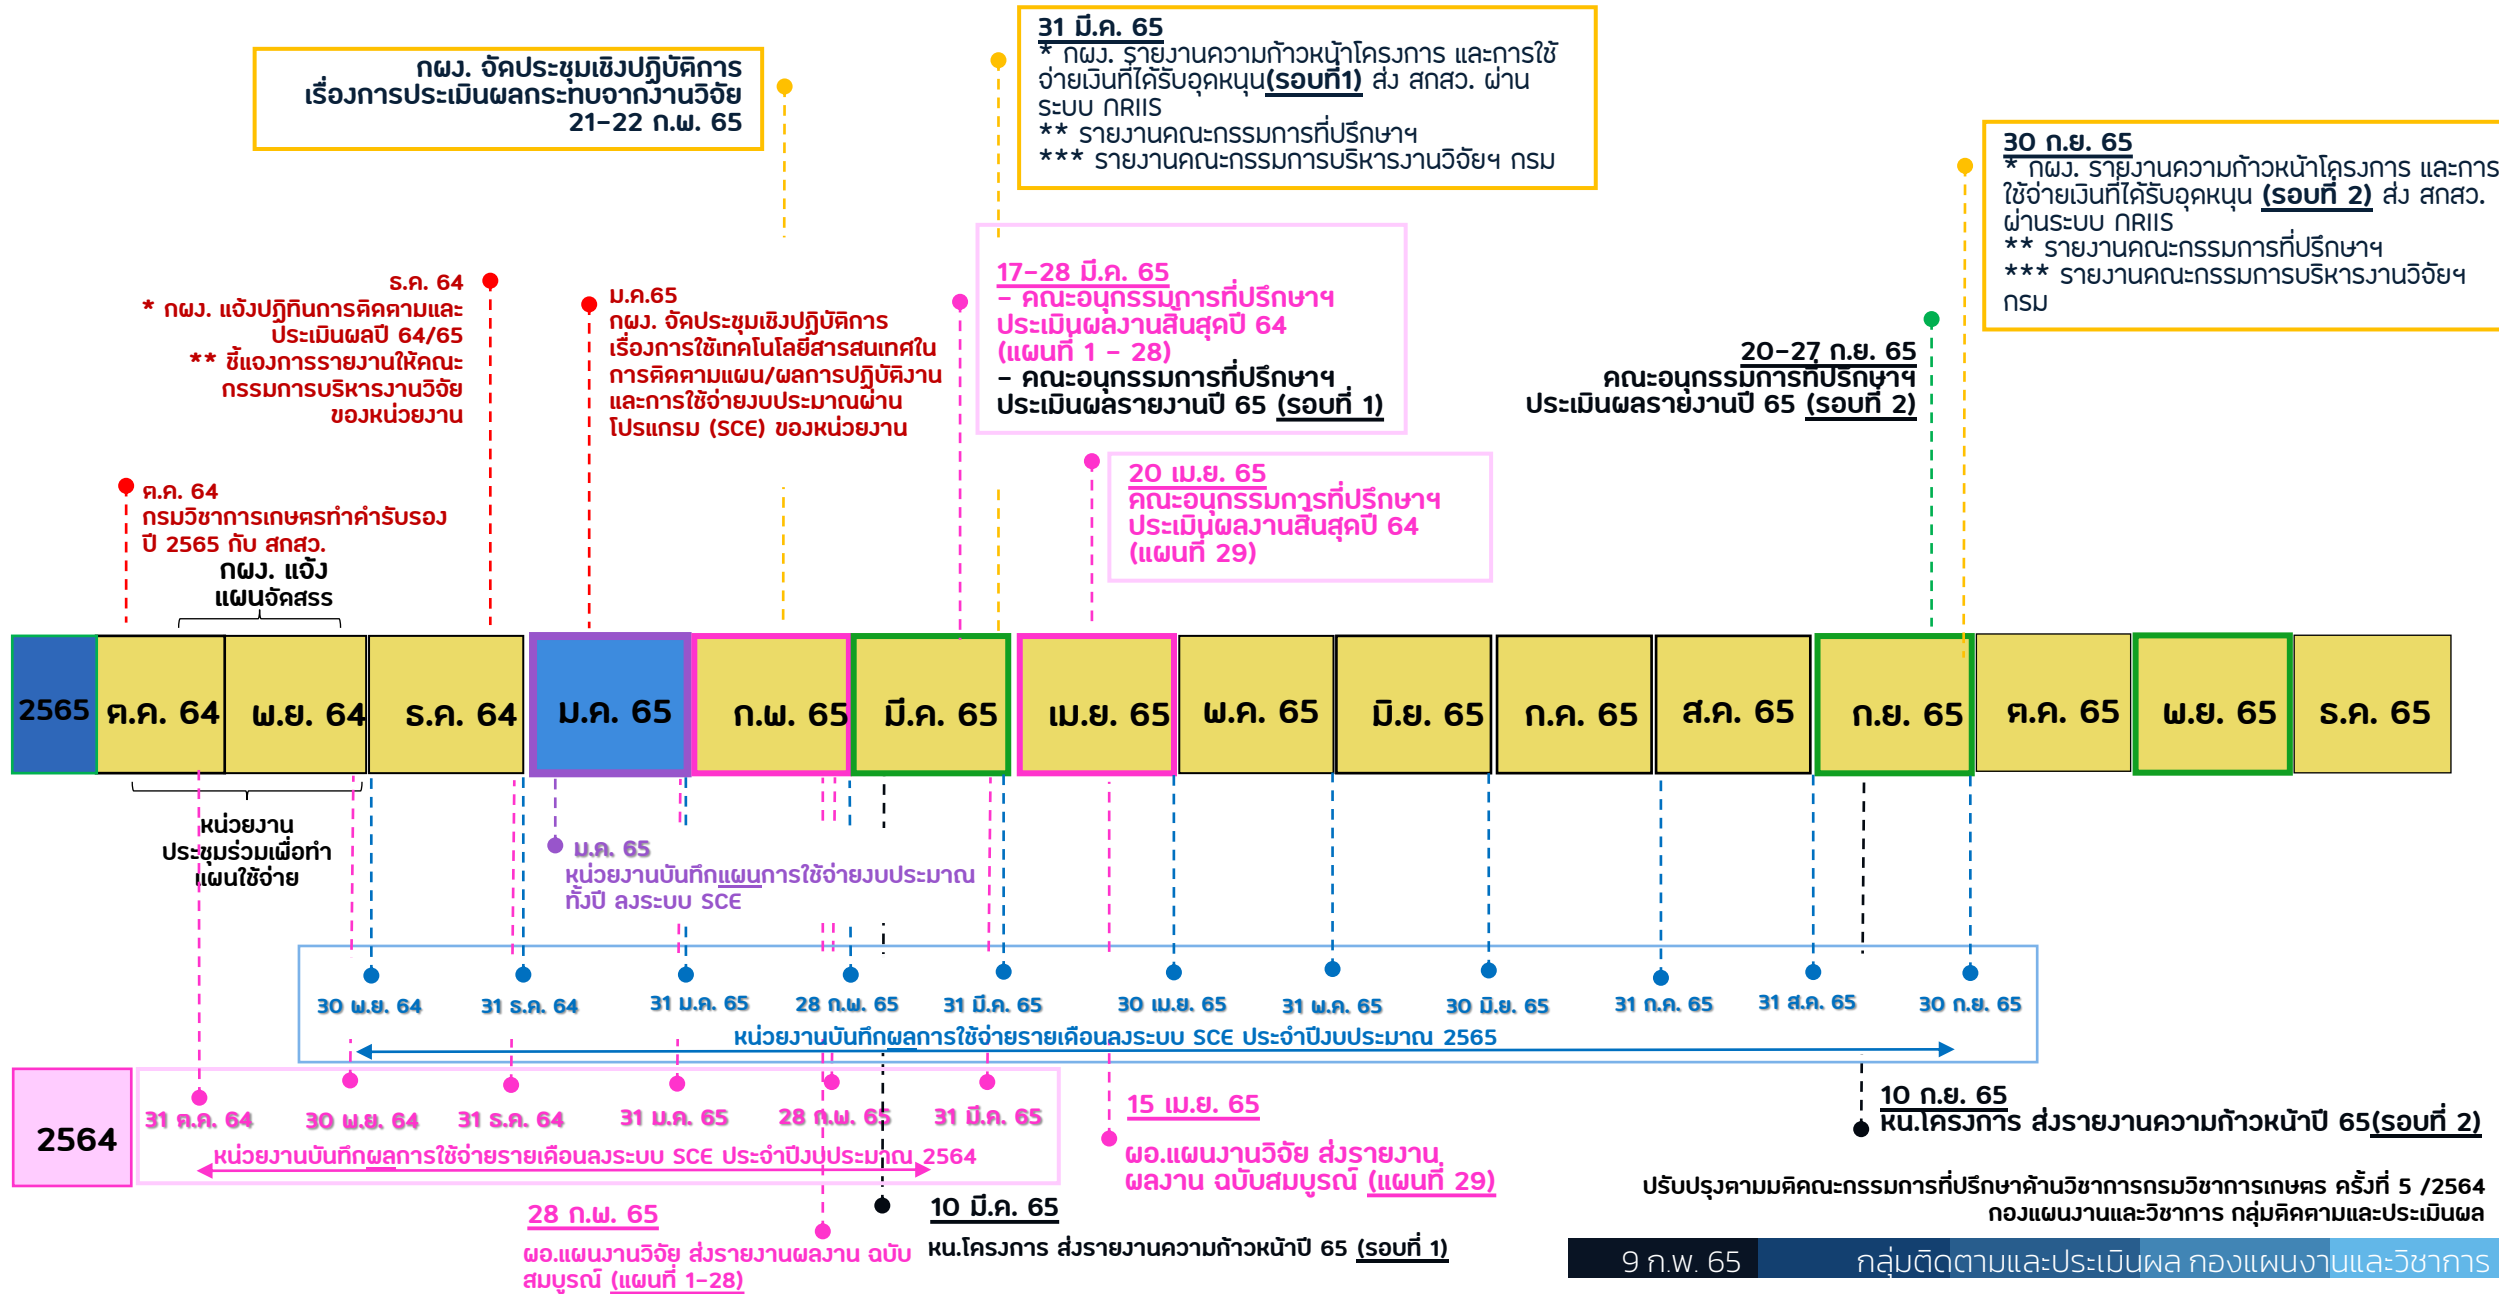 31 มี.ค. 65
* กผง. รายงานความก้าวหน้าโครงการ และการใช้
จ่ายเงินที่ได้รับอุดหนุน(รอบที่1) ส่ง สกสว. ผ่าน
ระบบ NRIIS
** รายงานคณะกรรมการที่ปรึกษาฯ
*** รายงานคณะกรรมการบริหารงานวิจัยฯ กรม
กผง. จัดประชุมเชิงปฏิบัติการ
เรื่องการประเมินผลกระทบจากงานวิจัย
21-22 ก.พ. 65
30 ก.ย. 65
* กผง. รายงานความก้าวหน้าโครงการ และการ
ใช้จ่ายเงินที่ได้รับอุดหนุน (รอบที่ 2) ส่ง สกสว.
ผ่านระบบ NRIIS
** รายงานคณะกรรมการที่ปรึกษาฯ
*** รายงานคณะกรรมการบริหารงานวิจัยฯ
กรม
ธ.ค. 64
* กผง. แจ้งปฏิทินการติดตามและ
ประเมินผลปี 64/65
** ชี้แจงการรายงานให้คณะ
กรรมการบริหารงานวิจัย
ของหน่วยงาน
ม.ค.65
กผง. จัดประชุมเชิงปฏิบัติการ
เรื่องการใช้เทคโนโลยีสารสนเทศใน
การติดตามแผน/ผลการปฏิบัติงาน
และการใช้จ่ายงบประมาณผ่าน
โปรแกรม (SCE) ของหน่วยงาน
17-28 มี.ค. 65
- คณะอนุกรรมการที่ปรึกษาฯ
ประเมินผลงานสิ้นสุดปี 64
(แผนที่ 1 - 28)
- คณะอนุกรรมการที่ปรึกษาฯ
ประเมินผลรายงานปี 65 (รอบที่ 1)
20-27 ก.ย. 65
คณะอนุกรรมการที่ปรึกษาฯ
ประเมินผลรายงานปี 65 (รอบที่ 2)
20 เม.ย. 65
คณะอนุกรรมการที่ปรึกษาฯ
ประเมินผลงานสิ้นสุดปี 64
(แผนที่ 29)
ต.ค. 64
กรมวิชาการเกษตรทำคำรับรอง
ปี 2565 กับ สกสว.
กผง. แจ้ง
แผนจัดสรร
2565
ต.ค. 64
พ.ย. 64
ธ.ค. 64
ม.ค. 65
ก.พ. 65
มี.ค. 65
เม.ย. 65
พ.ค. 65
มิ.ย. 65
ก.ค. 65
ส.ค. 65
ก.ย. 65
ต.ค. 65
พ.ย. 65
ธ.ค. 65
หน่วยงาน
ประชุมร่วมเพื่อทำ
แผนใช้จ่าย
ม.ค. 65
หน่วยงานบันทึกแผนการใช้จ่ายงบประมาณ
ทั้งปี ลงระบบ SCE
30 พ.ย. 64
31 ธ.ค. 64
31 ม.ค. 65
28 ก.พ. 65
31 มี.ค. 65
30 เม.ย. 65
31 พ.ค. 65
30 มิ.ย. 65
31 ก.ค. 65
31 ส.ค. 65
30 ก.ย. 65
หน่วยงานบันทึกผลการใช้จ่ายรายเดือนลงระบบ SCE ประจำปีงบประมาณ 2565
2564
31 ต.ค. 64
30 พ.ย. 64
31 ธ.ค. 64
31 ม.ค. 65
28 ก.พ. 65
31 มี.ค. 65
หน่วยงานบันทึกผลการใช้จ่ายรายเดือนลงระบบ SCE ประจำปีงบประมาณ 2564
15 เม.ย. 65
ผอ.แผนงานวิจัย ส่งรายงาน
ผลงาน ฉบับสมบูรณ์ (แผนที่ 29)
10 ก.ย. 65
หน.โครงการ ส่งรายงานความก้าวหน้าปี 65(รอบที่ 2)
28 ก.พ. 65
ผอ.แผนงานวิจัย ส่งรายงานผลงาน ฉบับ
สมบูรณ์ (แผนที่ 1-28)
10 มี.ค. 65
หน.โครงการ ส่งรายงานความก้าวหน้าปี 65 (รอบที่ 1)
ปรับปรุงตามมติคณะกรรมการที่ปรึกษาด้านวิชาการกรมวิชาการเกษตร ครั้งที่ 5 /2564
กองแผนงานและวิชาการ กลุ่มติดตามและประเมินผล
9 ก.พ. 65
กลุ่มติดตามและประเมินผล กองแผนงานและวิชาการ